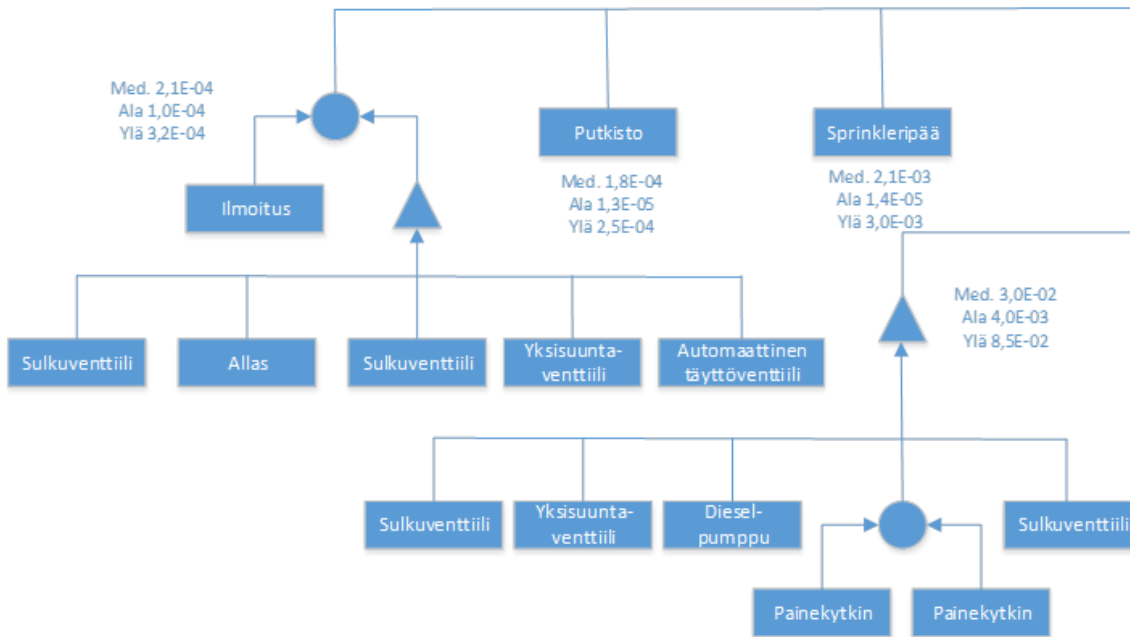 Med. 2,1E-04
Ala 1,0E-04
Ylä 3,2E-04
Putkisto
Sprinkleripää
Med. 1,8E-04
Ala 1,3E-05
Ylä 2,5E-04
Med. 2,1E-03
Ala 1,4E-05
Ylä 3,0E-03
Ilmoitus
Med. 3,0E-02
Ala 4,0E-03
Ylä 8,5E-02
Sulkuventtiili
Allas
Sulkuventtiili
Yksisuunta-
venttiili
Automaattinen
täyttöventtiili
Sulkuventtiili
Yksisuunta-
venttiili
Diesel-
pumppu
Sulkuventtiili
Painekytkin
Painekytkin